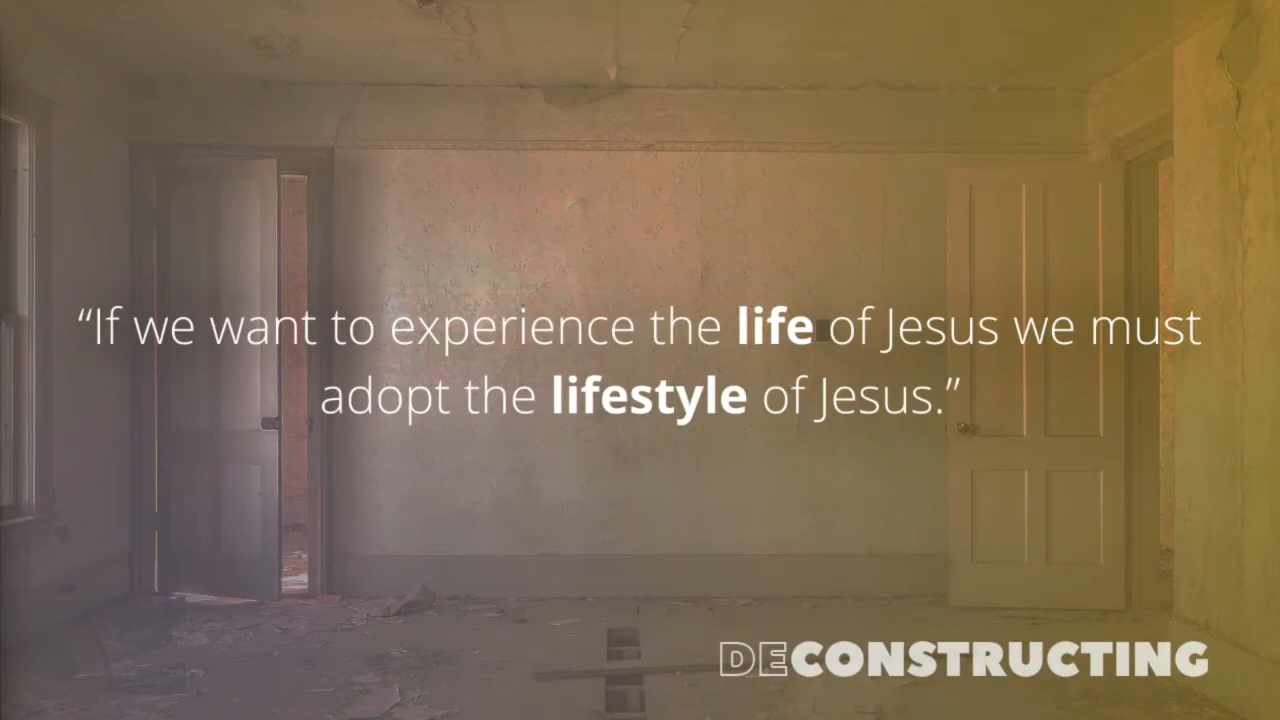 “If we want to experience the life of Jesus we must
adopt the lifestyle of Jesus.”
DECONSTRUCTING